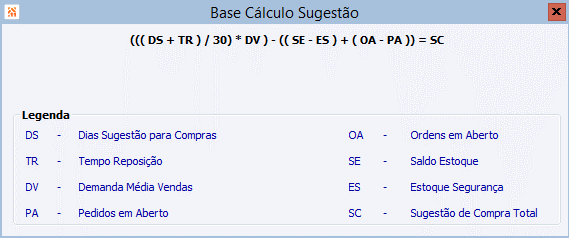 Base Cálculo Sugestão
((( DS + TR ) / 30) * DV ) - (( SE - ES ) + ( OA - PA )) = SC
Legenda
DS - Dias Sugestão para Compras OA - Ordens em Aberto
TR - Tempo Reposição SE - Saldo Estoque
DV - Demanda Média Vendas ES - Estoque Segurança
PA - Pedidos em Aberto SC - Sugestão de Compra Total